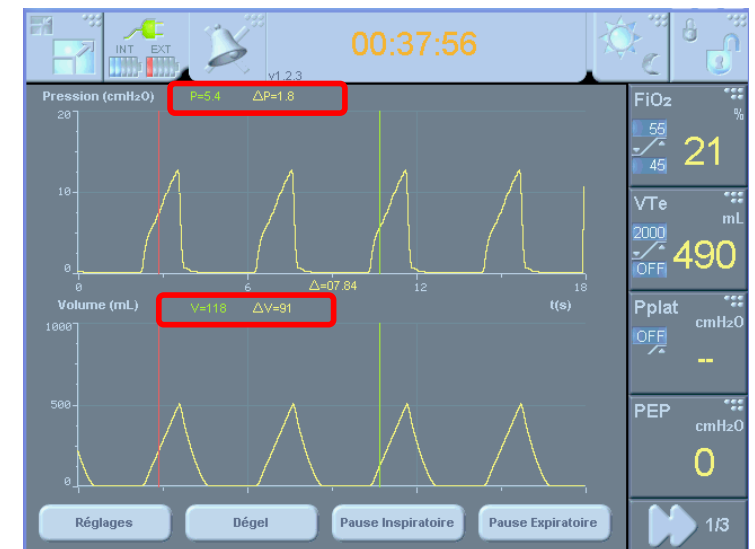 INT EXT
v1.2.3
00:37:56
Pression (cmH₂O) P=5.4 △P=1.8
20
10
0
0 6 △=07.84 12 18
Volume (mL) V=118 △V=91 t(s)
1000
500
0
Réglages Dégel Pause Inspiratoire Pause Expiratoire
FiO₂ %
55
45
21
VTe mL
2000
OFF
490
Pplat cmH₂O
OFF
--
PEP cmH₂O
0
1/3